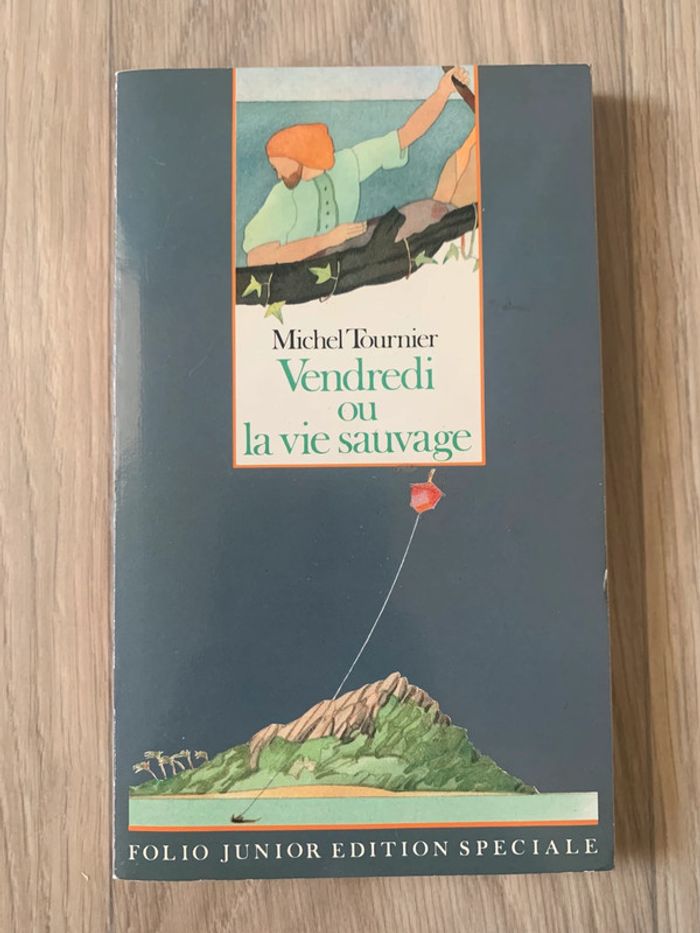 Michel Tournier
Vendredi
ou
la vie sauvage
FOLIO JUNIOR EDITION SPECIALE